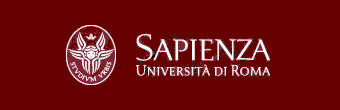 SAPIENZA
UNIVERSITÀ DI ROMA
STVDIVM VRBIS